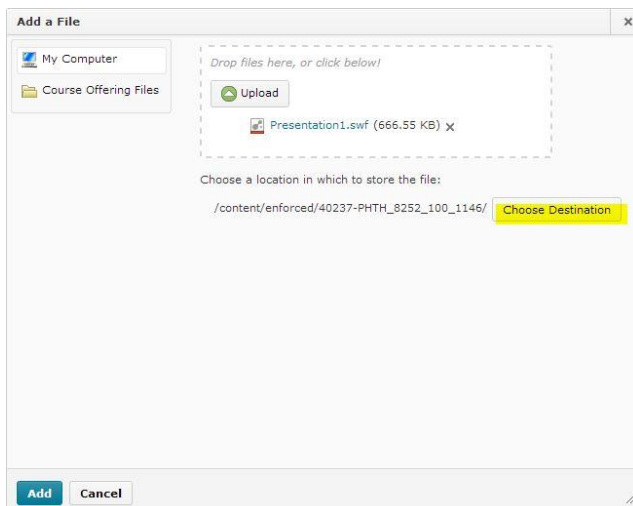 Add a File
x
My Computer
Course Offering Files
Drop files here, or click below!
Upload
Presentation1.swf (666.55 KB) x
Choose a location in which to store the file:
/content/enforced/40237-PHTH_8252_100_1146/ Choose Destination
Add Cancel